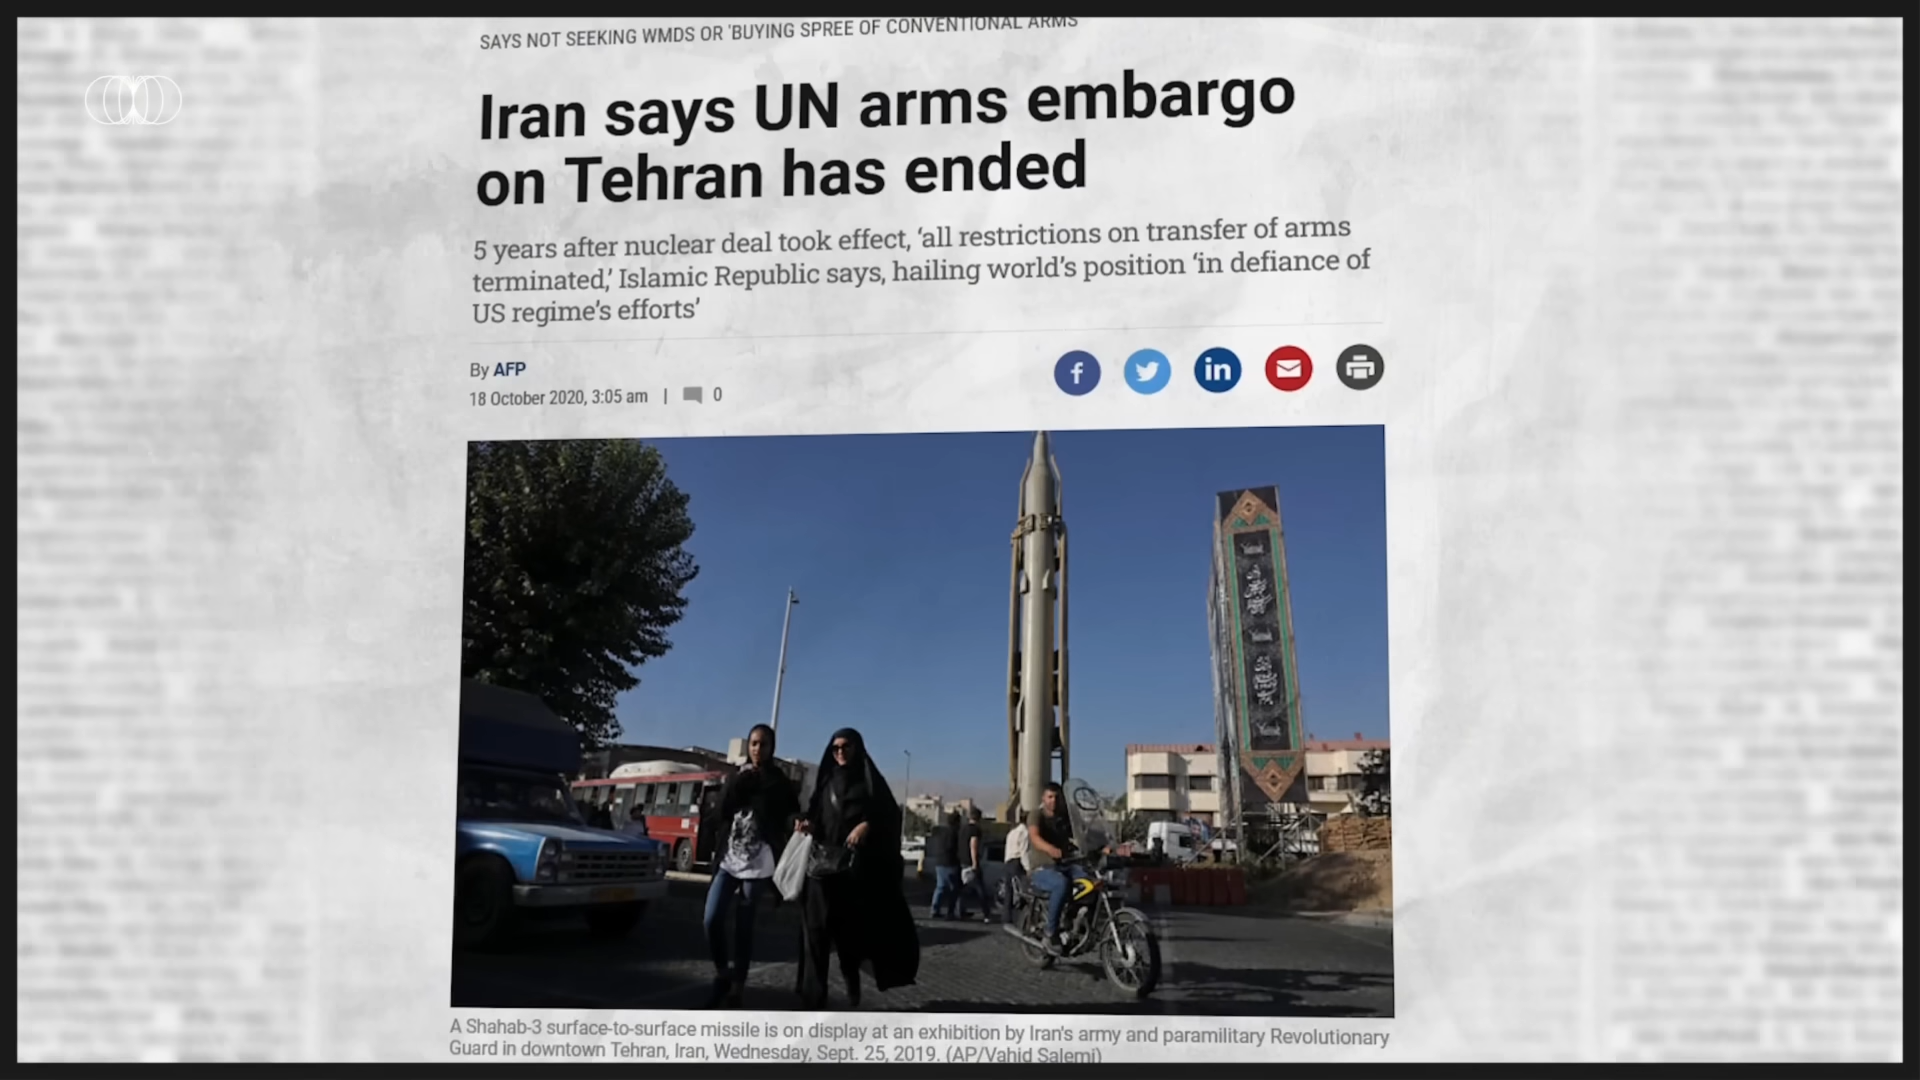 SAYS NOT SEEKING WMDS OR 'BUYING SPREE OF CONVENTIONAL ARMS
Iran says UN arms embargo
on Tehran has ended
5 years after nuclear deal took effect, ‘all restrictions on transfer of arms
terminated,’ Islamic Republic says, hailing world’s position ‘in defiance of
US regime’s efforts’
By AFP
18 October 2020, 3:05 am | 0
A Shahab-3 surface-to-surface missile is on display at an exhibition by Iran's army and paramilitary Revolutionary
Guard in downtown Tehran, Iran, Wednesday, Sept. 25, 2019. (AP/Vahid Salemi)